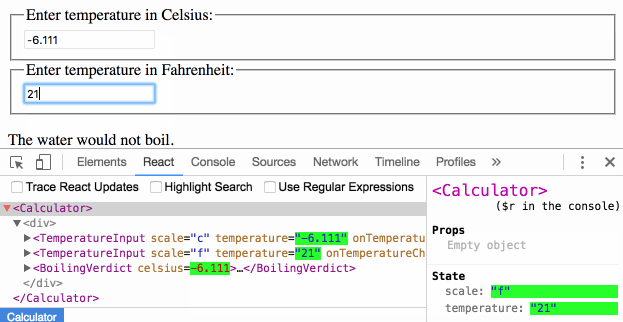 Enter temperature in Celsius:
-6.111
Enter temperature in Fahrenheit:
21
The water would not boil.
Elements React Console Sources Network Timeline Profiles »
Trace React Updates Highlight Search Use Regular Expressions
<Calculator>
<div>
<TemperatureInput scale="c" temperature="-6.111" onTemperatu
<TemperatureInput scale="f" temperature="21" onTemperatureCh
<BoilingVerdict celsius=-6.111>…</BoilingVerdict>
</div>
</Calculator>
Calculator
<Calculator>
($r in the console)
Props
Empty object
State
scale: "f"
temperature: "21"